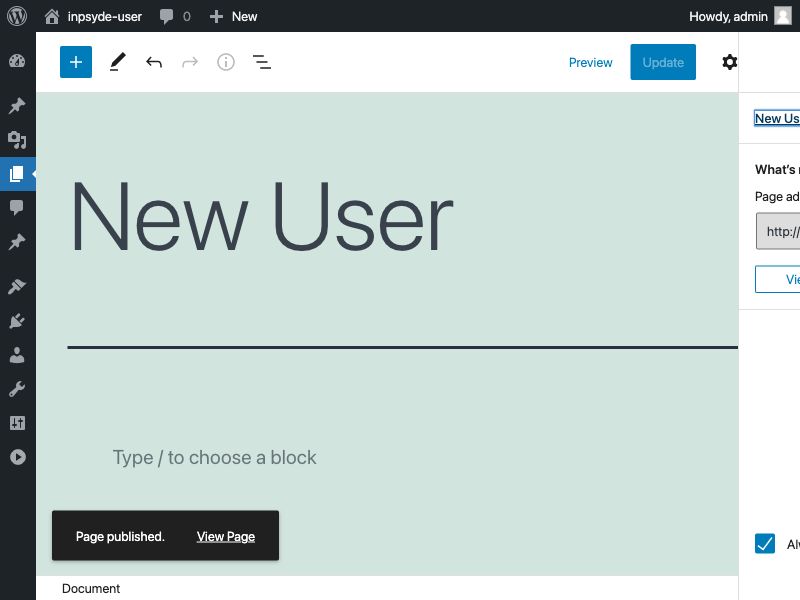 inpsyde-user 0 New Howdy, admin
Preview Update
New Us
What's
Page ad
http://
Vie
New User
Type / to choose a block
Page published. View Page
Al
Document